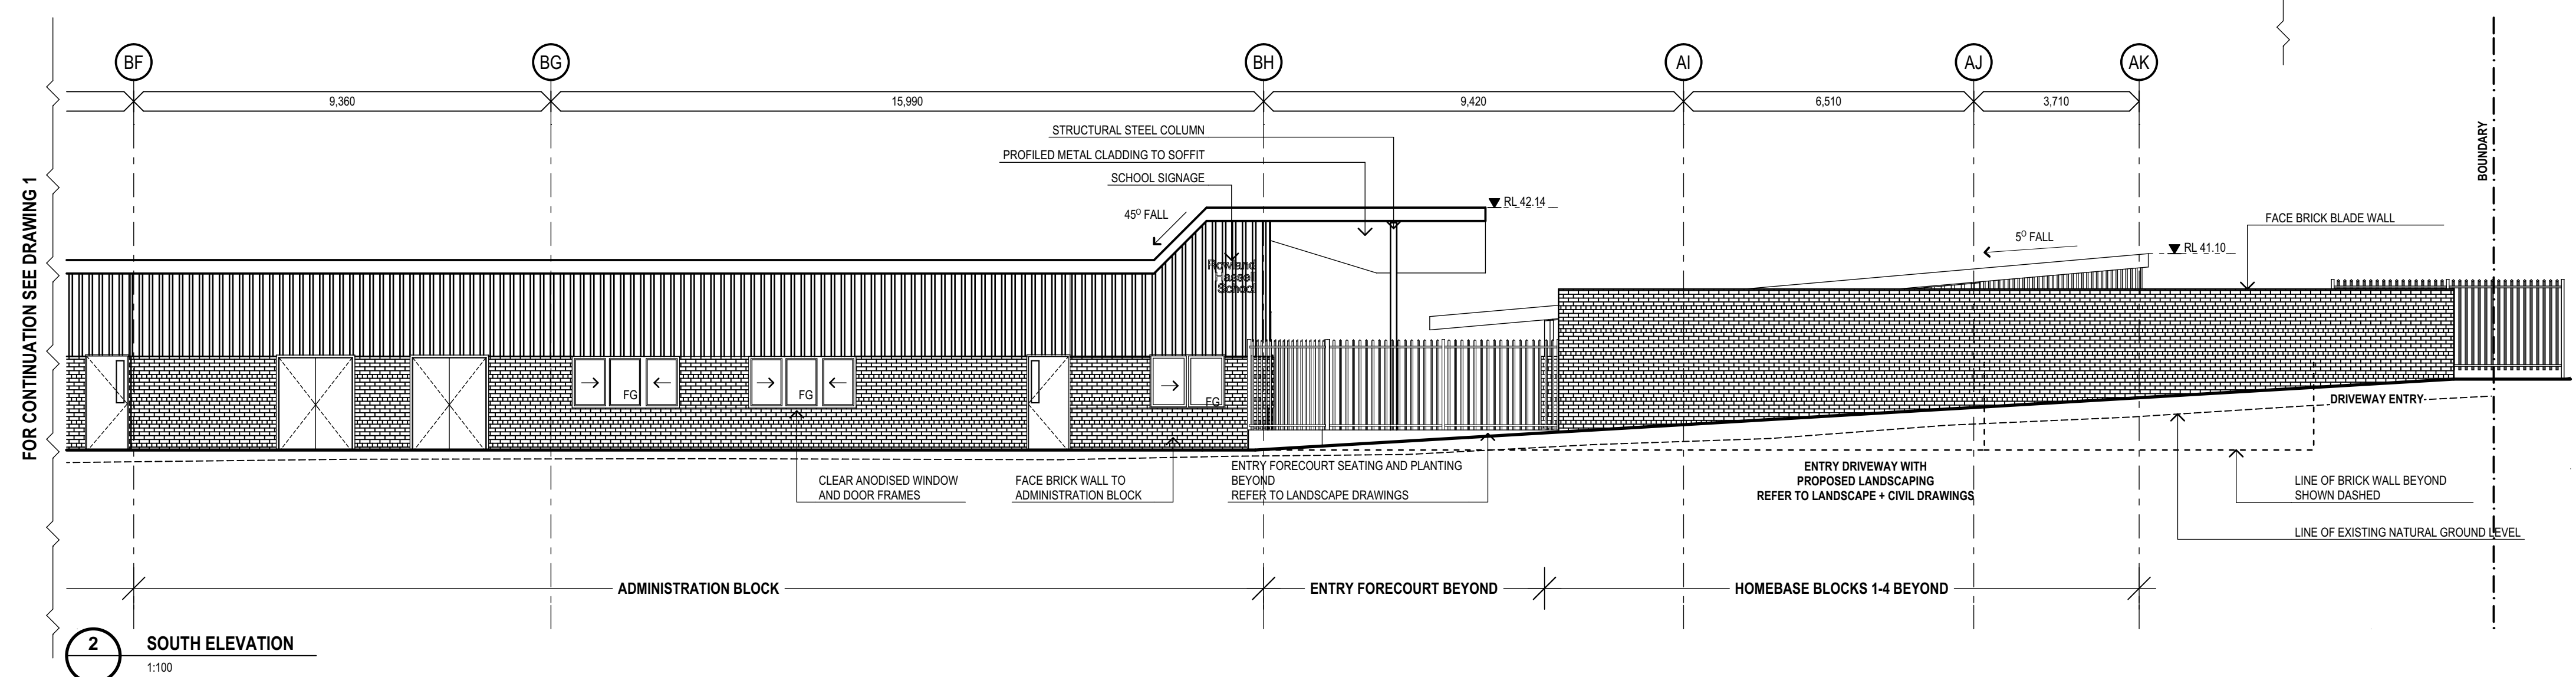 BF
BG
BH
AI
AJ
AK
9,360
15,990
9,420
6,510
3,710
BOUNDARY
STRUCTURAL STEEL COLUMN
PROFILED METAL CLADDING TO SOFFIT
SCHOOL SIGNAGE
45° FALL
RL 42.14
FACE BRICK BLADE WALL
5° FALL
RL 41.10
FOR CONTINUATION SEE DRAWING 1
Rowland
Hassell
School
FG
FG
FG
DRIVEWAY ENTRY
CLEAR ANODISED WINDOW
AND DOOR FRAMES
FACE BRICK WALL TO
ADMINISTRATION BLOCK
ENTRY FORECOURT SEATING AND PLANTING
BEYOND
REFER TO LANDSCAPE DRAWINGS
ENTRY DRIVEWAY WITH
PROPOSED LANDSCAPING
REFER TO LANDSCAPE + CIVIL DRAWINGS
LINE OF BRICK WALL BEYOND
SHOWN DASHED
LINE OF EXISTING NATURAL GROUND LEVEL
ADMINISTRATION BLOCK
ENTRY FORECOURT BEYOND
HOMEBASE BLOCKS 1-4 BEYOND
2
SOUTH ELEVATION
1:100